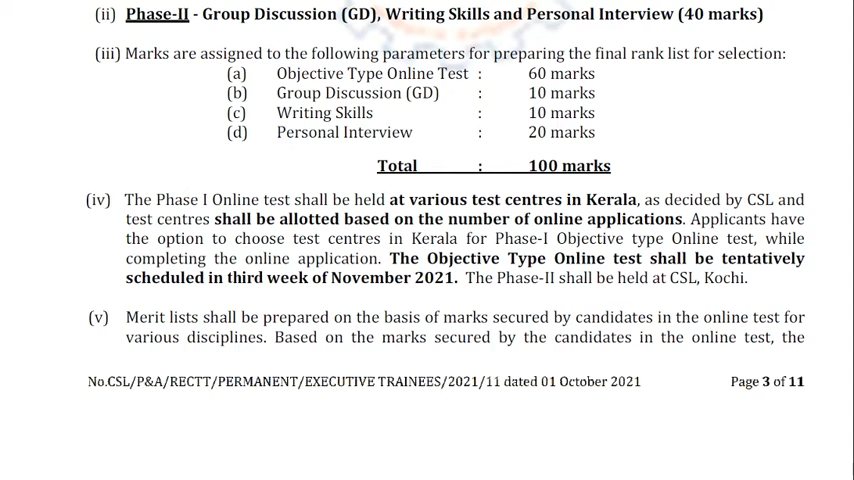 (ii) Phase-II - Group Discussion (GD), Writing Skills and Personal Interview (40 marks)
(iii) Marks are assigned to the following parameters for preparing the final rank list for selection:
(a) Objective Type Online Test : 60 marks
(b) Group Discussion (GD) : 10 marks
(c) Writing Skills : 10 marks
(d) Personal Interview : 20 marks
Total : 100 marks
(iv) The Phase I Online test shall be held at various test centres in Kerala, as decided by CSL and
test centres shall be allotted based on the number of online applications. Applicants have
the option to choose test centres in Kerala for Phase-I Objective type Online test, while
completing the online application. The Objective Type Online test shall be tentatively
scheduled in third week of November 2021. The Phase-II shall be held at CSL, Kochi.
(v) Merit lists shall be prepared on the basis of marks secured by candidates in the online test for
various disciplines. Based on the marks secured by the candidates in the online test, the
No.CSL/P&A/RECTT/PERMANENT/EXECUTIVE TRAINEES/2021/11 dated 01 October 2021 Page 3 of 11